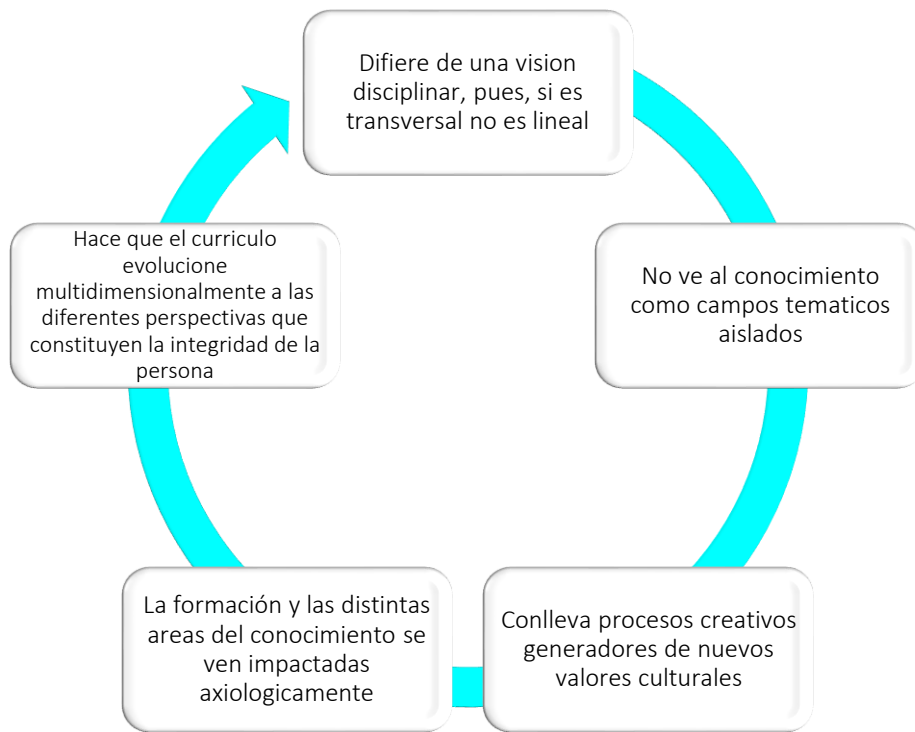 Difiere de una vision
disciplinar, pues, si es
transversal no es lineal
No ve al conocimiento
como campos tematicos
aislados
Conlleva procesos creativos
generadores de nuevos
valores culturales
La formación y las distintas
areas del conocimiento se
ven impactadas
axiologicamente
Hace que el curriculo
evolucione
multidimensionalmente a las
diferentes perspectivas que
constituyen la integridad de la
persona